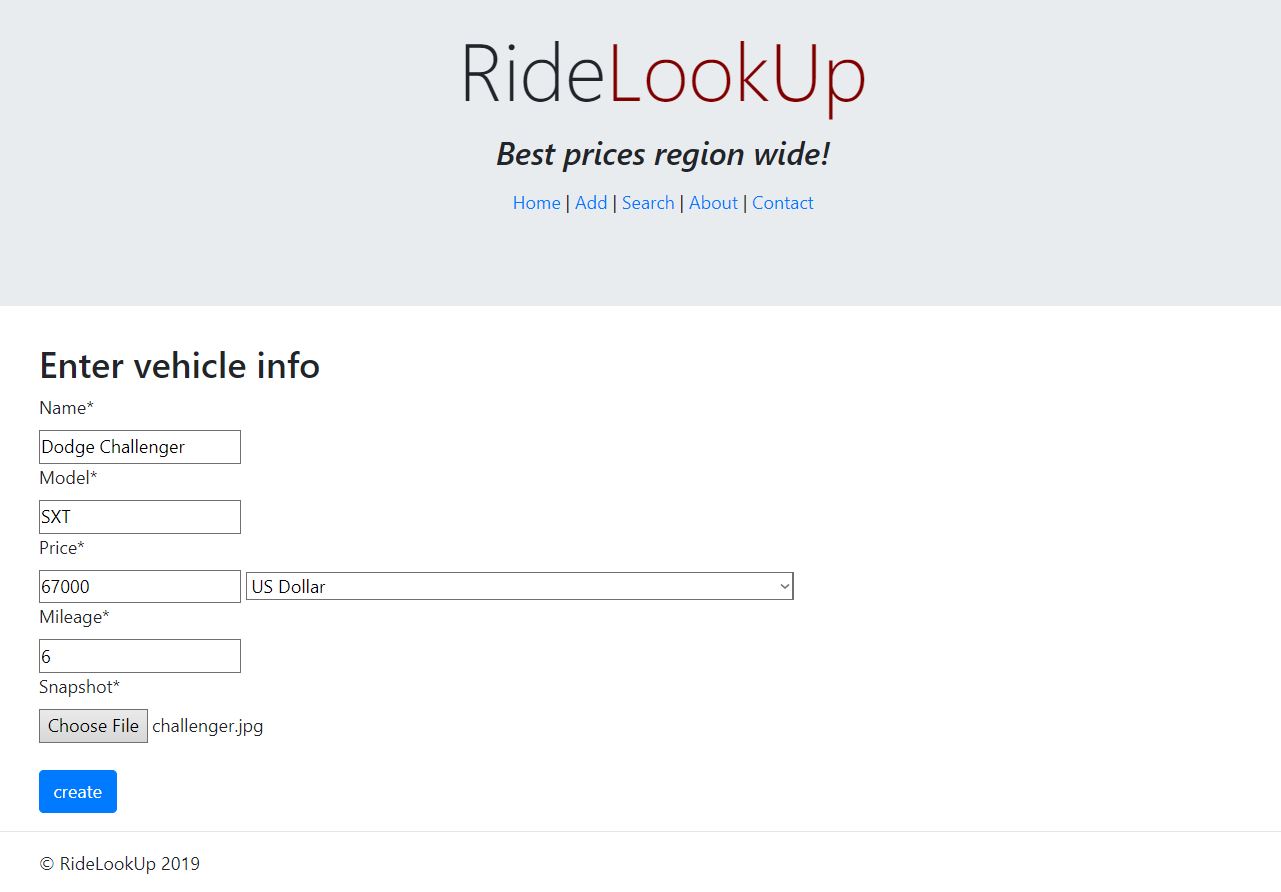 RideLookUp
Best prices region wide!
Home | Add | Search | About | Contact
Enter vehicle info
Name*
Dodge Challenger
Model*
SXT
Price*
67000 US Dollar
Mileage*
6
Snapshot*
Choose File challenger.jpg
create
© RideLookUp 2019